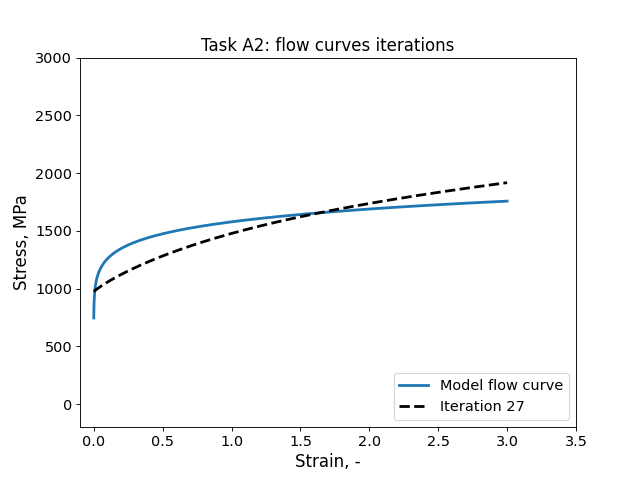 Task A2: flow curves iterations
3000
2500
2000
1500
1000
500
0
Stress, MPa
0.0 0.5 1.0 1.5 2.0 2.5 3.0 3.5
Strain, -
Model flow curve
Iteration 27